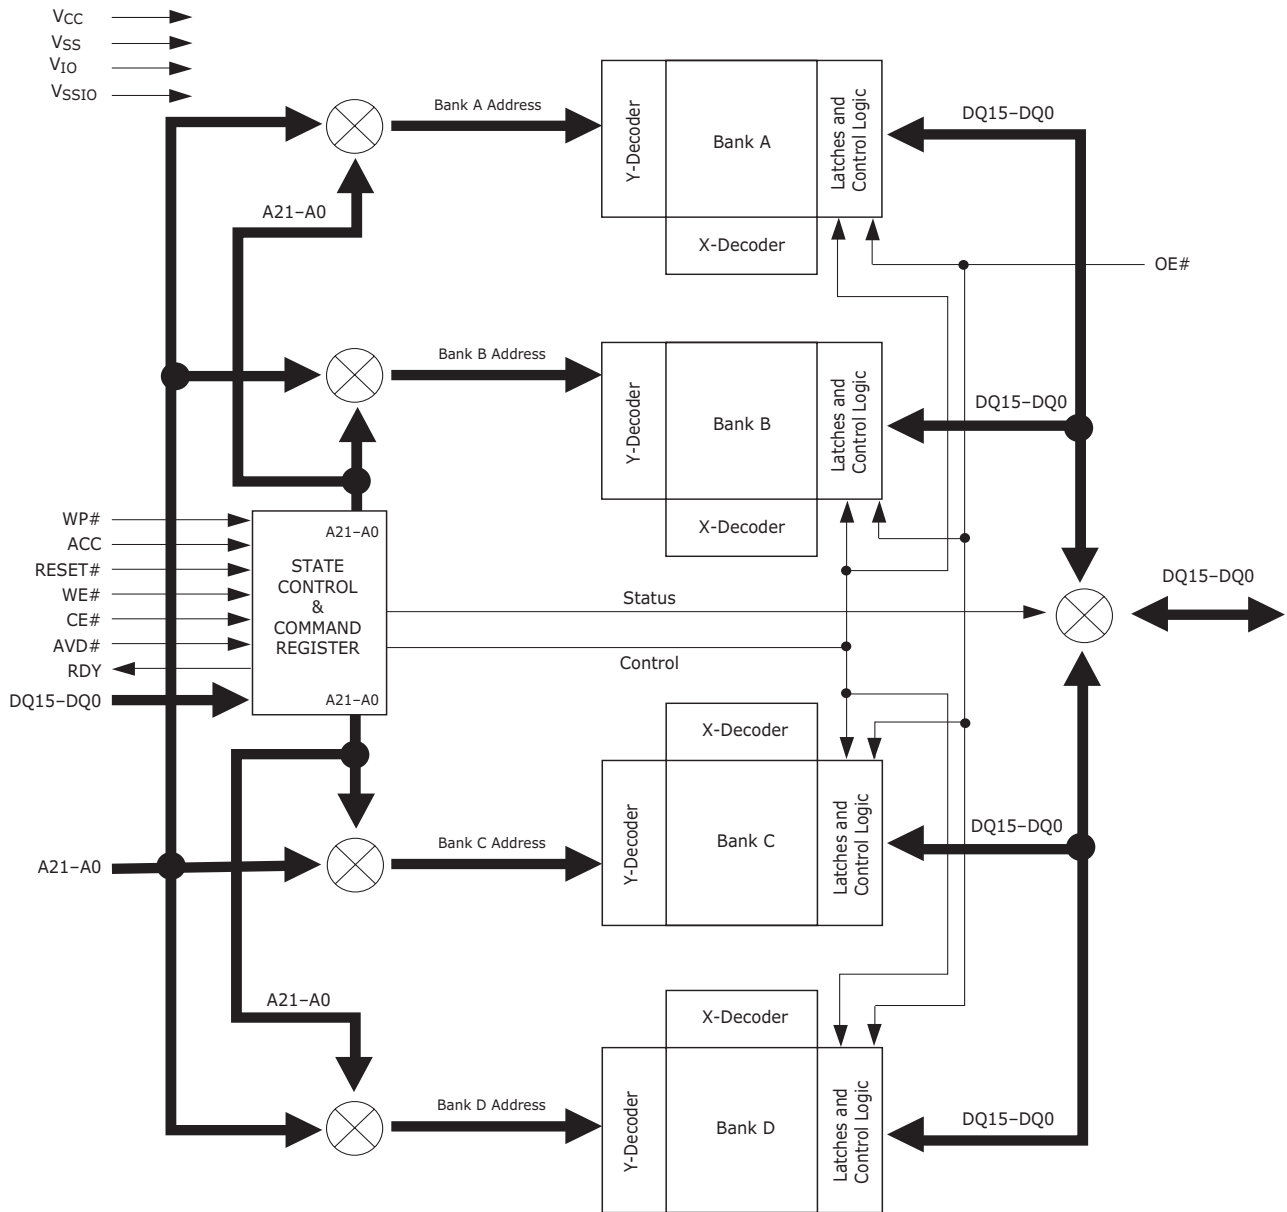 VCC
VSS
VIO
VSSIO
Bank A Address
Y-Decoder
Bank A
Latches and
Control Logic
X-Decoder
DQ15–DQ0
A21–A0
OE#
Bank B Address
Y-Decoder
Bank B
Latches and
Control Logic
X-Decoder
DQ15–DQ0
WP#
ACC
RESET#
WE#
CE#
AVD#
RDY
DQ15–DQ0
A21–A0
STATE
CONTROL
&
COMMAND
REGISTER
A21–A0
Status
Control
DQ15–DQ0
X-Decoder
Bank C Address
Y-Decoder
Bank C
Latches and
Control Logic
DQ15–DQ0
A21–A0
A21–A0
X-Decoder
Bank D Address
Y-Decoder
Bank D
Latches and
Control Logic
DQ15–DQ0